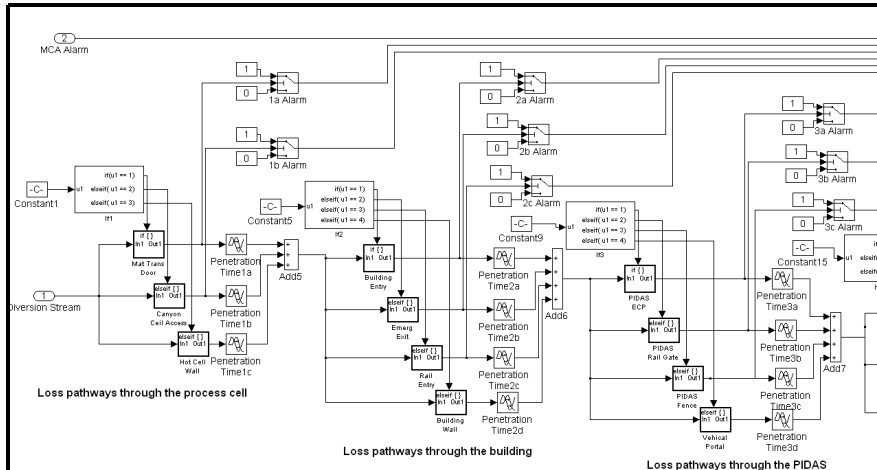 2
MCA Alarm
1
0
1a Alarm
1
0
1b Alarm
1
0
2a Alarm
1
0
2b Alarm
1
0
2c Alarm
1
0
3a Alarm
1
0
3b Alarm
1
0
3c Alarm
-C-
Constant1
u1
if(u1 == 1)
elseif( u1 == 2)
elseif( u1 == 3)
If1
if { }
In1 Out1
Mat Trans
Door
elseif { }
In1 Out1
Canyon
Ceil Access
elseif { }
In1 Out1
Hot Cell
Wall
1
Diversion Stream
Penetration
Time1a
Penetration
Time1b
Penetration
Time1c
+
+
+
Add5
Loss pathways through the process cell
-C-
Constant5
u1
if(u1 == 1)
elseif( u1 == 2)
elseif( u1 == 3)
elseif( u1 == 4)
If2
if { }
In1 Out1
Building
Entry
elseif { }
In1 Out1
Emerg
Exit
elseif { }
In1 Out1
Rail
Entry
elseif { }
In1 Out1
Building
Wall
Penetration
Time2a
Penetration
Time2b
Penetration
Time2c
Penetration
Time2d
+
+
+
+
Add6
Loss pathways through the building
-C-
Constant9
u1
if(u1 == 1)
elseif( u1 == 2)
elseif( u1 == 3)
elseif( u1 == 4)
If3
if { }
In1 Out1
PIDAS
ECP
elseif { }
In1 Out1
PIDAS
Rail Gate
elseif { }
In1 Out1
PIDAS
Fence
elseif { }
In1 Out1
Vehical
Portal
Penetration
Time3a
Penetration
Time3b
Penetration
Time3c
Penetration
Time3d
+
+
+
+
Add7
-C-
Constant15
u1
Loss pathways through the PIDAS